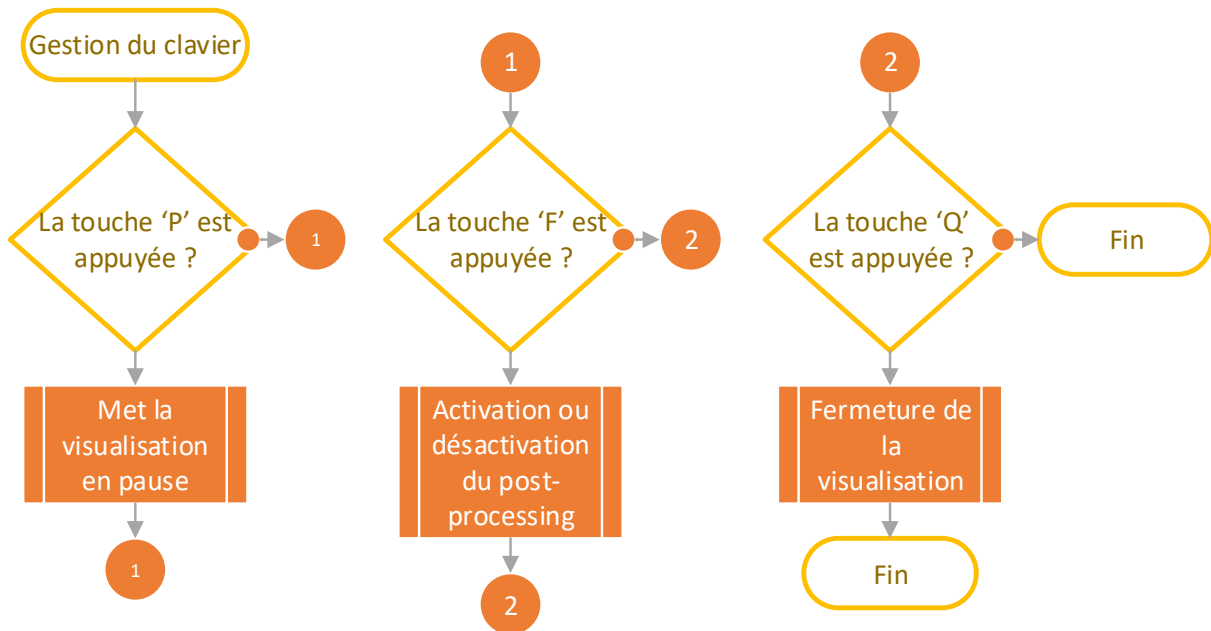 Gestion du clavier
La touche ‘P’ est
appuyée ?
1
Met la
visualisation
en pause
1
1
La touche ‘F’ est
appuyée ?
2
Activation ou
désactivation
du post-
processing
2
2
La touche ‘Q’
est appuyée ?
Fin
Fermeture de
la
visualisation
Fin